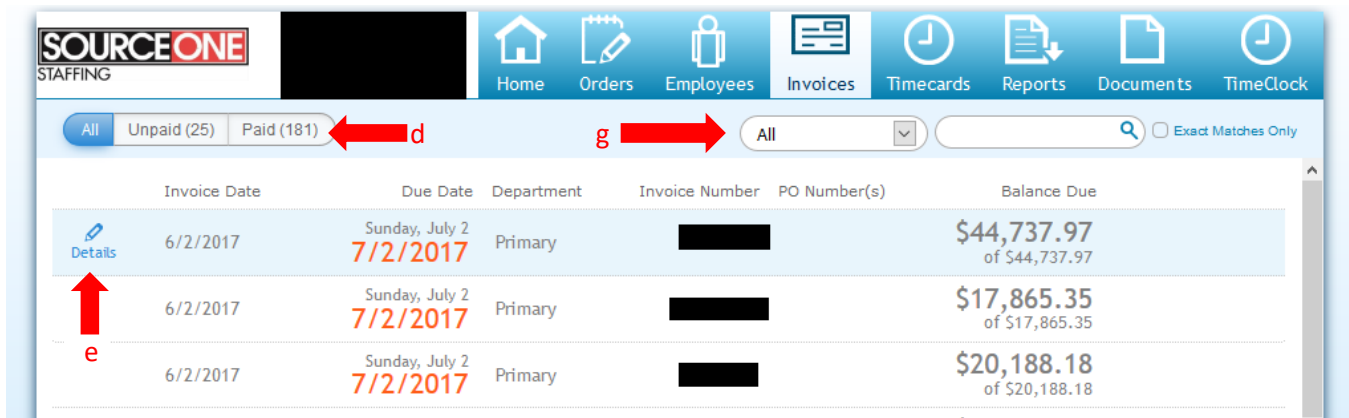 SOURCEONE
STAFFING
Home Orders Employees Invoices Timecards Reports Documents TimeClock
All Unpaid (25) Paid (181) d g All Exact Matches Only
Invoice Date Due Date Department Invoice Number PO Number(s) Balance Due
Details 6/2/2017 Sunday, July 2 Primary $44,737.97
7/2/2017 of $44,737.97
6/2/2017 Sunday, July 2 Primary $17,865.35
7/2/2017 of $17,865.35
e
6/2/2017 Sunday, July 2 Primary $20,188.18
7/2/2017 of $20,188.18